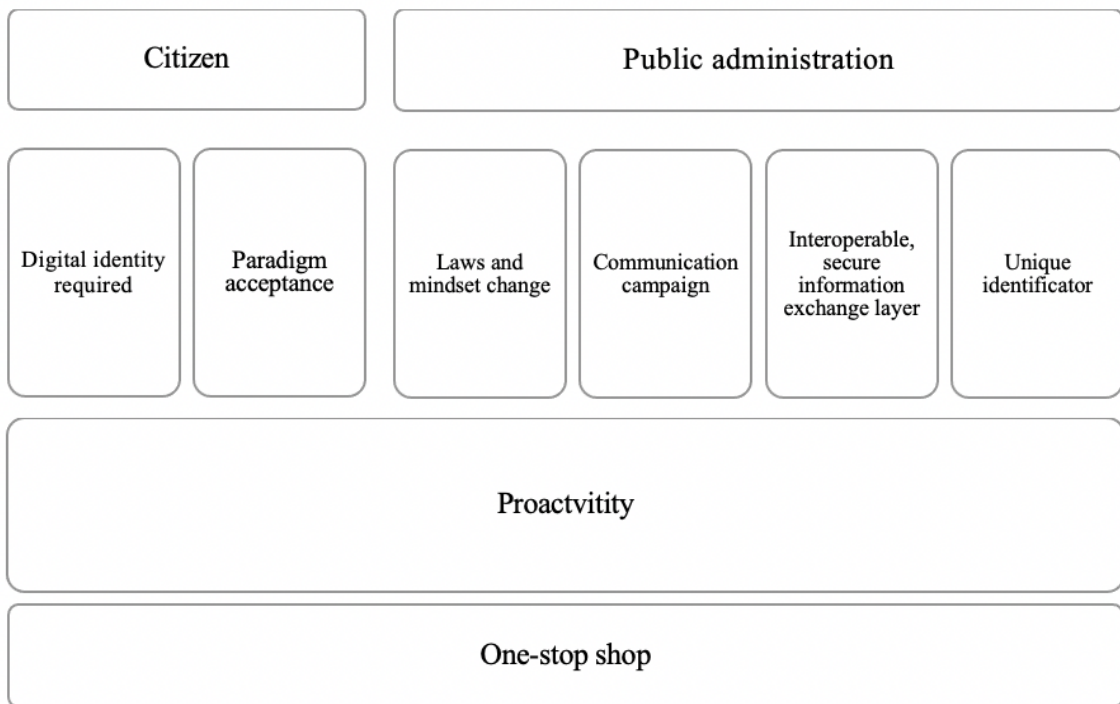 Citizen
Public administration
Digital identity
required
Paradigm
acceptance
Laws and
mindset change
Communication
campaign
Interoperable,
secure
information
exchange layer
Unique
identificator
Proactvitity
One-stop shop